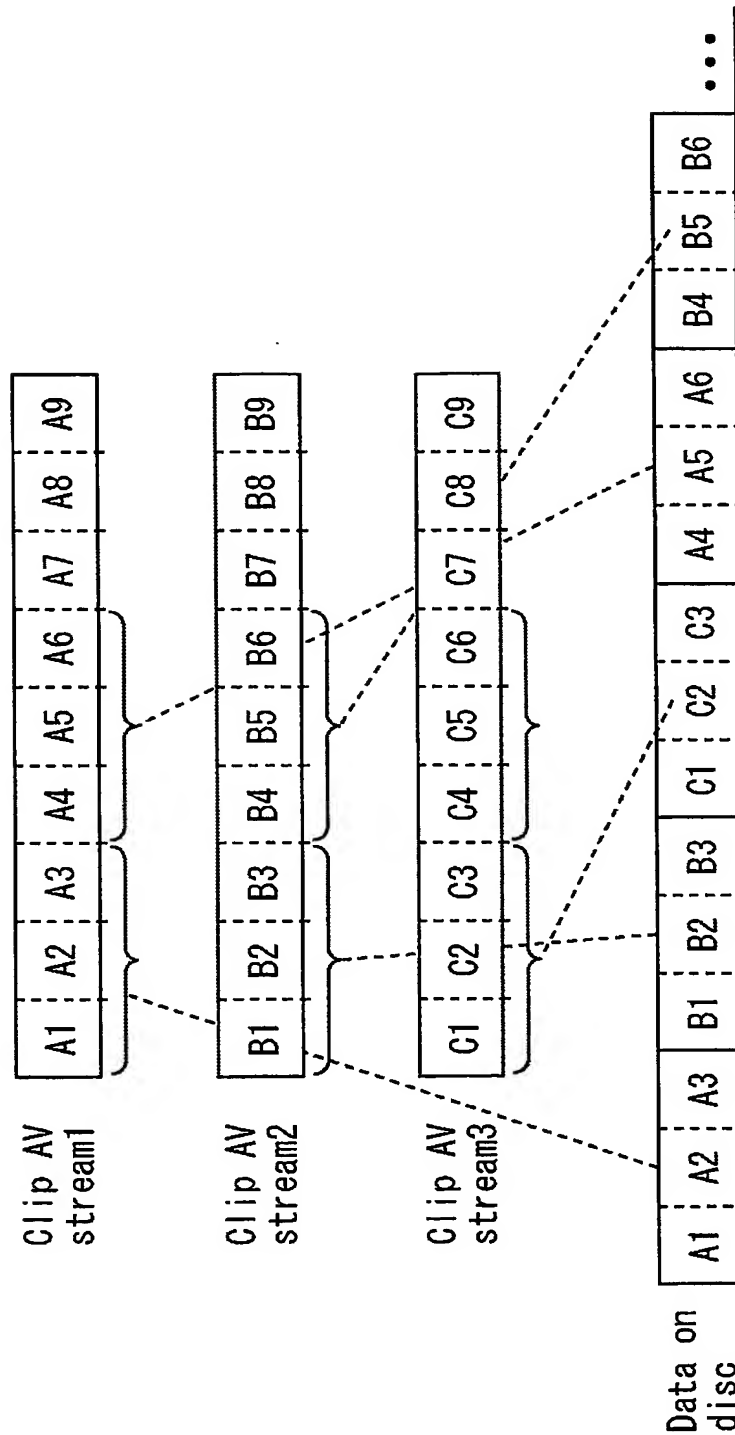 Clip AV
stream1
A1 A2 A3 A4 A5 A6 A7 A8 A9
Clip AV
stream2
B1 B2 B3 B4 B5 B6 B7 B8 B9
Clip AV
stream3
C1 C2 C3 C4 C5 C6 C7 C8 C9
Data on
disc
A1 A2 A3 B1 B2 B3 C1 C2 C3 A4 A5 A6 B4 B5 B6 ...